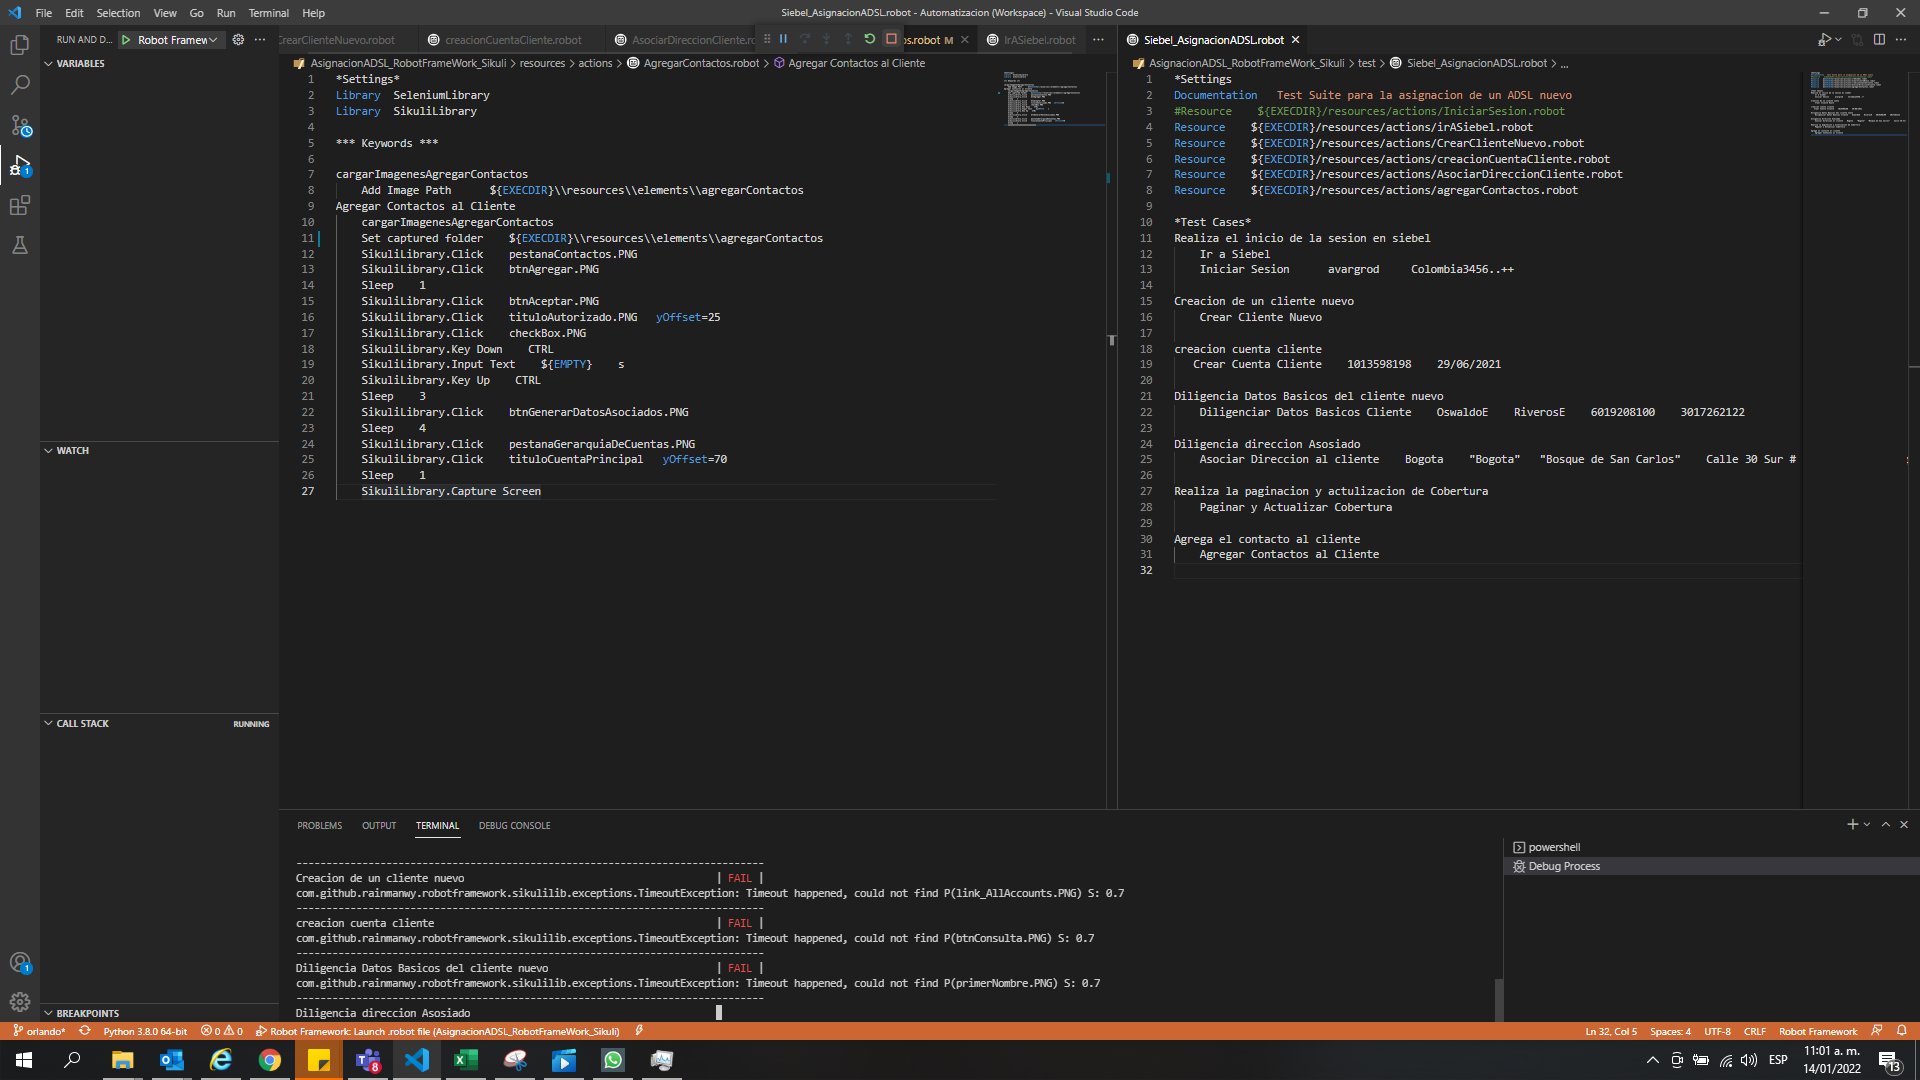 File Edit Selection View Go Run Terminal Help
Siebel_AsignacionADSL.robot - Automatizacion (Workspace) - Visual Studio Code
RUN AND D... Robot Framew
CrearClienteNuevo.robot creacionCuentaCliente.robot AsociarDireccionCliente.rc os.robot M IrASiebel.robot
Siebel_AsignacionADSL.robot
VARIABLES
WATCH
CALL STACK RUNNING
BREAKPOINTS
AsignacionADSL_RobotFrameWork_Sikuli > resources > actions > AgregarContactos.robot > Agregar Contactos al Cliente
1 *Settings*
2 Library SeleniumLibrary
3 Library SikuliLibrary
4
5 *** Keywords ***
6
7 cargarImagenesAgregarContactos
8 Add Image Path ${EXECDIR}\\resources\\elements\\agregarContactos
9 Agregar Contactos al Cliente
10 cargarImagenesAgregarContactos
11 Set captured folder ${EXECDIR}\\resources\\elements\\agregarContactos
12 SikuliLibrary.Click pestanaContactos.PNG
13 SikuliLibrary.Click btnAgregar.PNG
14 Sleep 1
15 SikuliLibrary.Click btnAceptar.PNG
16 SikuliLibrary.Click tituloAutorizado.PNG yOffset=25
17 SikuliLibrary.Click checkBox.PNG
18 SikuliLibrary.Key Down CTRL
19 SikuliLibrary.Input Text ${EMPTY} s
20 SikuliLibrary.Key Up CTRL
21 Sleep 3
22 SikuliLibrary.Click btnGenerarDatosAsociados.PNG
23 Sleep 4
24 SikuliLibrary.Click pestanaGerarquiaDeCuentas.PNG
25 SikuliLibrary.Click tituloCuentaPrincipal yOffset=70
26 Sleep 1
27 SikuliLibrary.Capture Screen
AsignacionADSL_RobotFrameWork_Sikuli > test > Siebel_AsignacionADSL.robot > ...
1 *Settings
2 Documentation Test Suite para la asignacion de un ADSL nuevo
3 #Resource ${EXECDIR}/resources/actions/IniciarSesion.robot
4 Resource ${EXECDIR}/resources/actions/irASiebel.robot
5 Resource ${EXECDIR}/resources/actions/CrearClienteNuevo.robot
6 Resource ${EXECDIR}/resources/actions/creacionCuentaCliente.robot
7 Resource ${EXECDIR}/resources/actions/AsociarDireccionCliente.robot
8 Resource ${EXECDIR}/resources/actions/agregarContactos.robot
9
10 *Test Cases*
11 Realiza el inicio de la sesion en siebel
12 Ir a Siebel
13 Iniciar Sesion avargrod Colombia3456..++
14
15 Creacion de un cliente nuevo
16 Crear Cliente Nuevo
17
18 creacion cuenta cliente
19 Crear Cuenta Cliente 1013598198 29/06/2021
20
21 Diligencia Datos Basicos del cliente nuevo
22 Diligenciar Datos Basicos Cliente OswaldoE RiverosE 6019208100 3017262122
23
24 Diligencia direccion Asosiado
25 Asociar Direccion al cliente Bogota "Bogota" "Bosque de San Carlos" Calle 30 Sur #
26
27 Realiza la paginacion y actulizacion de Cobertura
28 Paginar y Actualizar Cobertura
29
30 Agrega el contacto al cliente
31 Agregar Contactos al Cliente
32
PROBLEMS OUTPUT TERMINAL DEBUG CONSOLE
powershell
Debug Process
------------------------------------------------------------------------------
Creacion de un cliente nuevo | FAIL |
com.github.rainmanwy.robotframework.sikulilib.exceptions.TimeoutException: Timeout happened, could not find P(link_AllAccounts.PNG) S: 0.7
------------------------------------------------------------------------------
creacion cuenta cliente | FAIL |
com.github.rainmanwy.robotframework.sikulilib.exceptions.TimeoutException: Timeout happened, could not find P(btnConsulta.PNG) S: 0.7
------------------------------------------------------------------------------
Diligencia Datos Basicos del cliente nuevo | FAIL |
com.github.rainmanwy.robotframework.sikulilib.exceptions.TimeoutException: Timeout happened, could not find P(primerNombre.PNG) S: 0.7
------------------------------------------------------------------------------
Diligencia direccion Asosiado
orlando* Python 3.8.0 64-bit 0 0 Robot Framework: Launch .robot file (AsignacionADSL_RobotFrameWork_Sikuli)
Ln 32, Col 5 Spaces: 4 UTF-8 CRLF Robot Framework
ESP 11:01 a. m.
14/01/2022
13